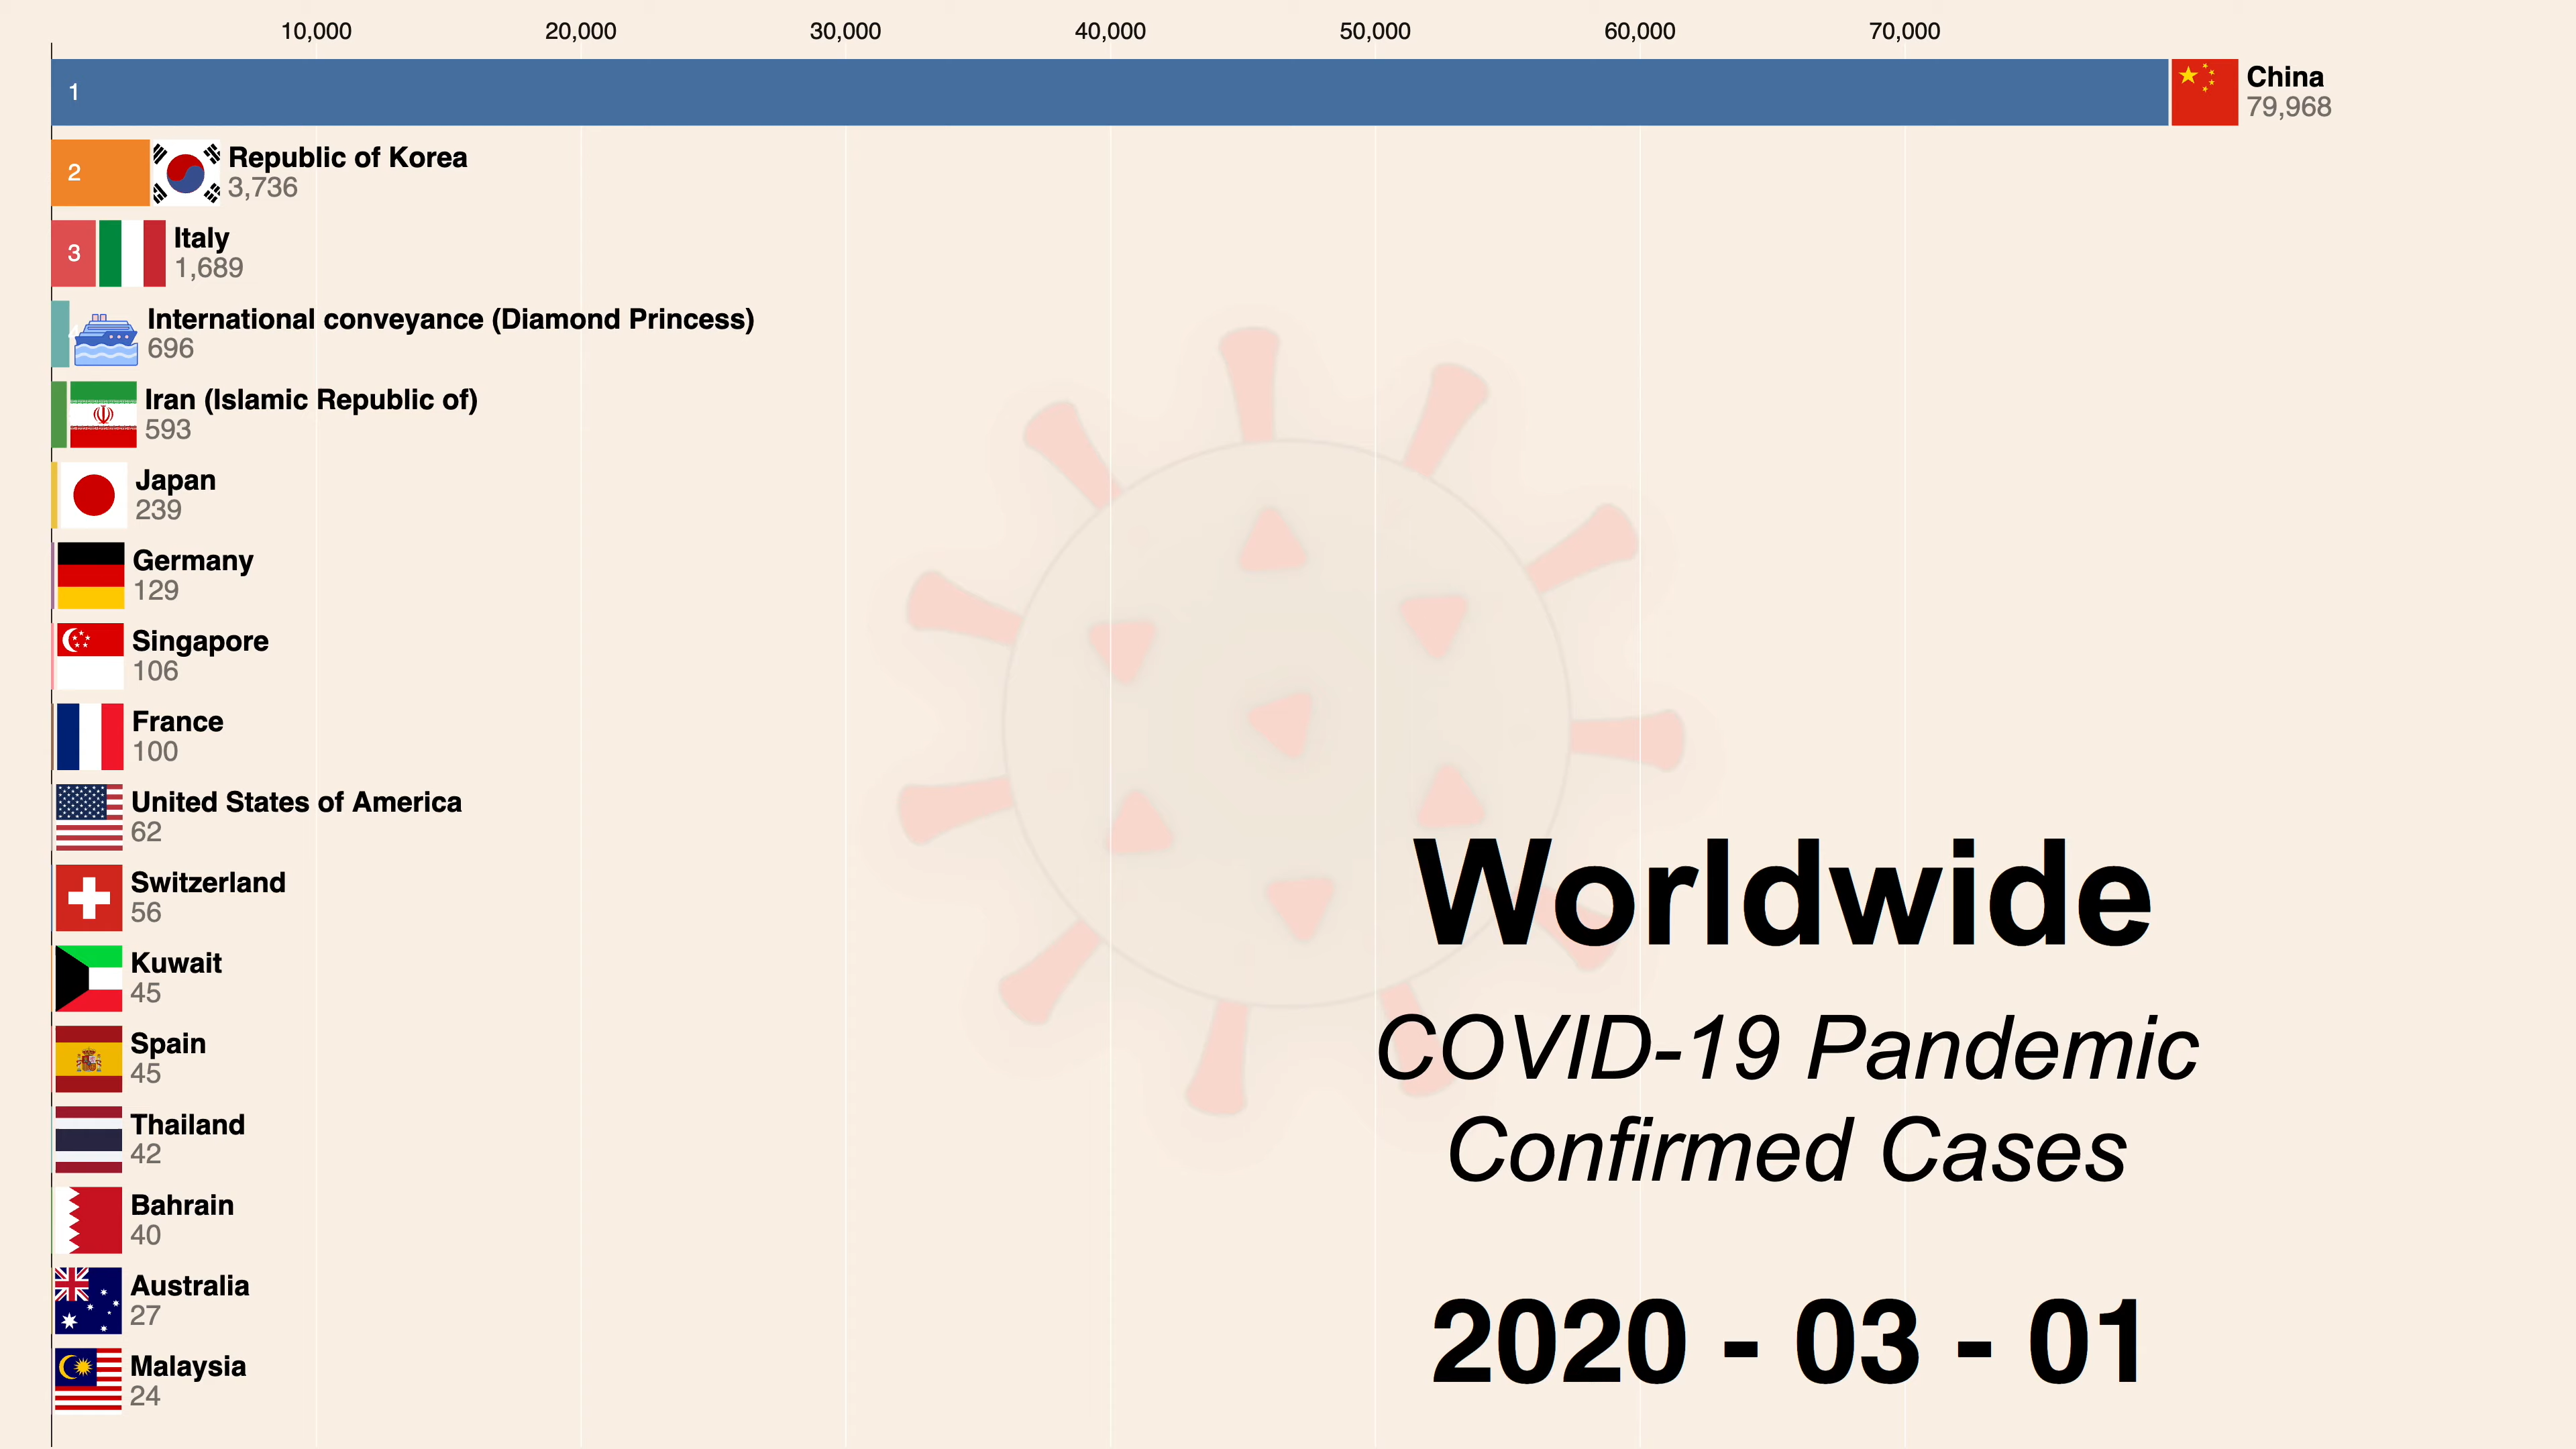 10,000 20,000 30,000 40,000 50,000 60,000 70,000
1
China
79,968
2
Republic of Korea
3,736
3
Italy
1,689
International conveyance (Diamond Princess)
696
Iran (Islamic Republic of)
593
Japan
239
Germany
129
Singapore
106
France
100
United States of America
62
Switzerland
56
Kuwait
45
Spain
45
Thailand
42
Bahrain
40
Australia
27
Malaysia
24
Worldwide
COVID-19 Pandemic
Confirmed Cases
2020 - 03 - 01